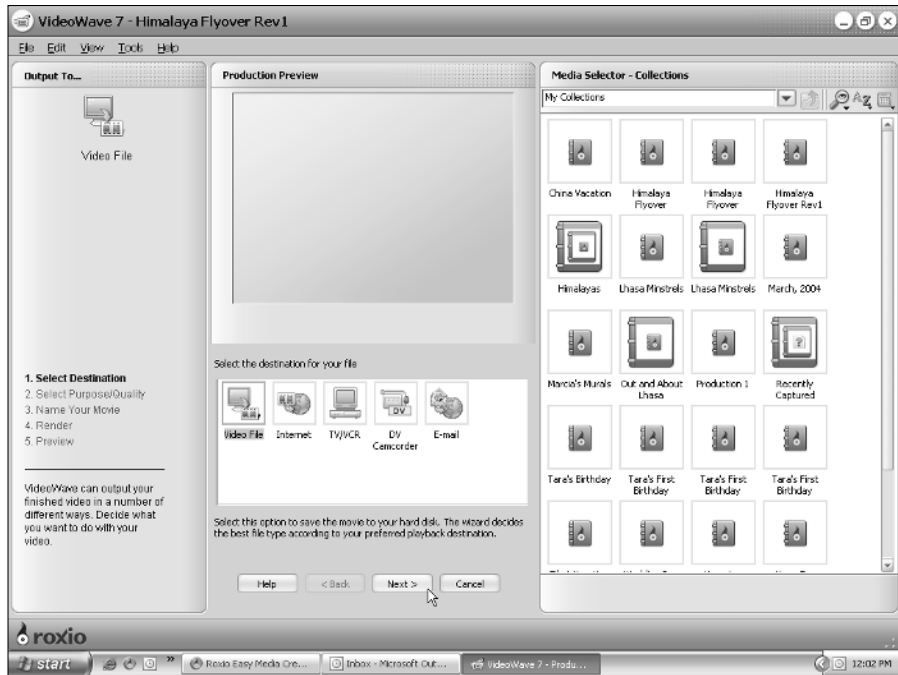 VideoWave 7 - Himalaya Flyover Rev1
File Edit View Tools Help
Output To...
Video File
1. Select Destination
2. Select Purpose/Quality
3. Name Your Movie
4. Render
5. Preview
VideoWave can output your
finished video in a number of
different ways. Decide what
you want to do with your
video.
Production Preview
Select the destination for your file
Video File
Internet
TV/VCR
DV
DV
Camcorder
E-mail
Select this option to save the movie to your hard disk. The wizard decides
the best file type according to your preferred playback destination.
Help
< Back
Next >
Cancel
Media Selector - Collections
My Collections
AZ
China Vacation
Himalaya
Flyover
Himalaya
Flyover
Himalaya
Flyover Rev1
Himalayas
Lhasa Minstrels
Lhasa Minstrels
March, 2004
Marcia's Murals
Out and About
Lhasa
Production 1
Recently
Captured
Tara's Birthday
Tara's First
Birthday
Tara's First
Birthday
Tara's First
Birthday
roxio
start
Roxio Easy Media Cre...
Inbox - Microsoft Out...
VideoWave 7 - Produ...
12:02 PM